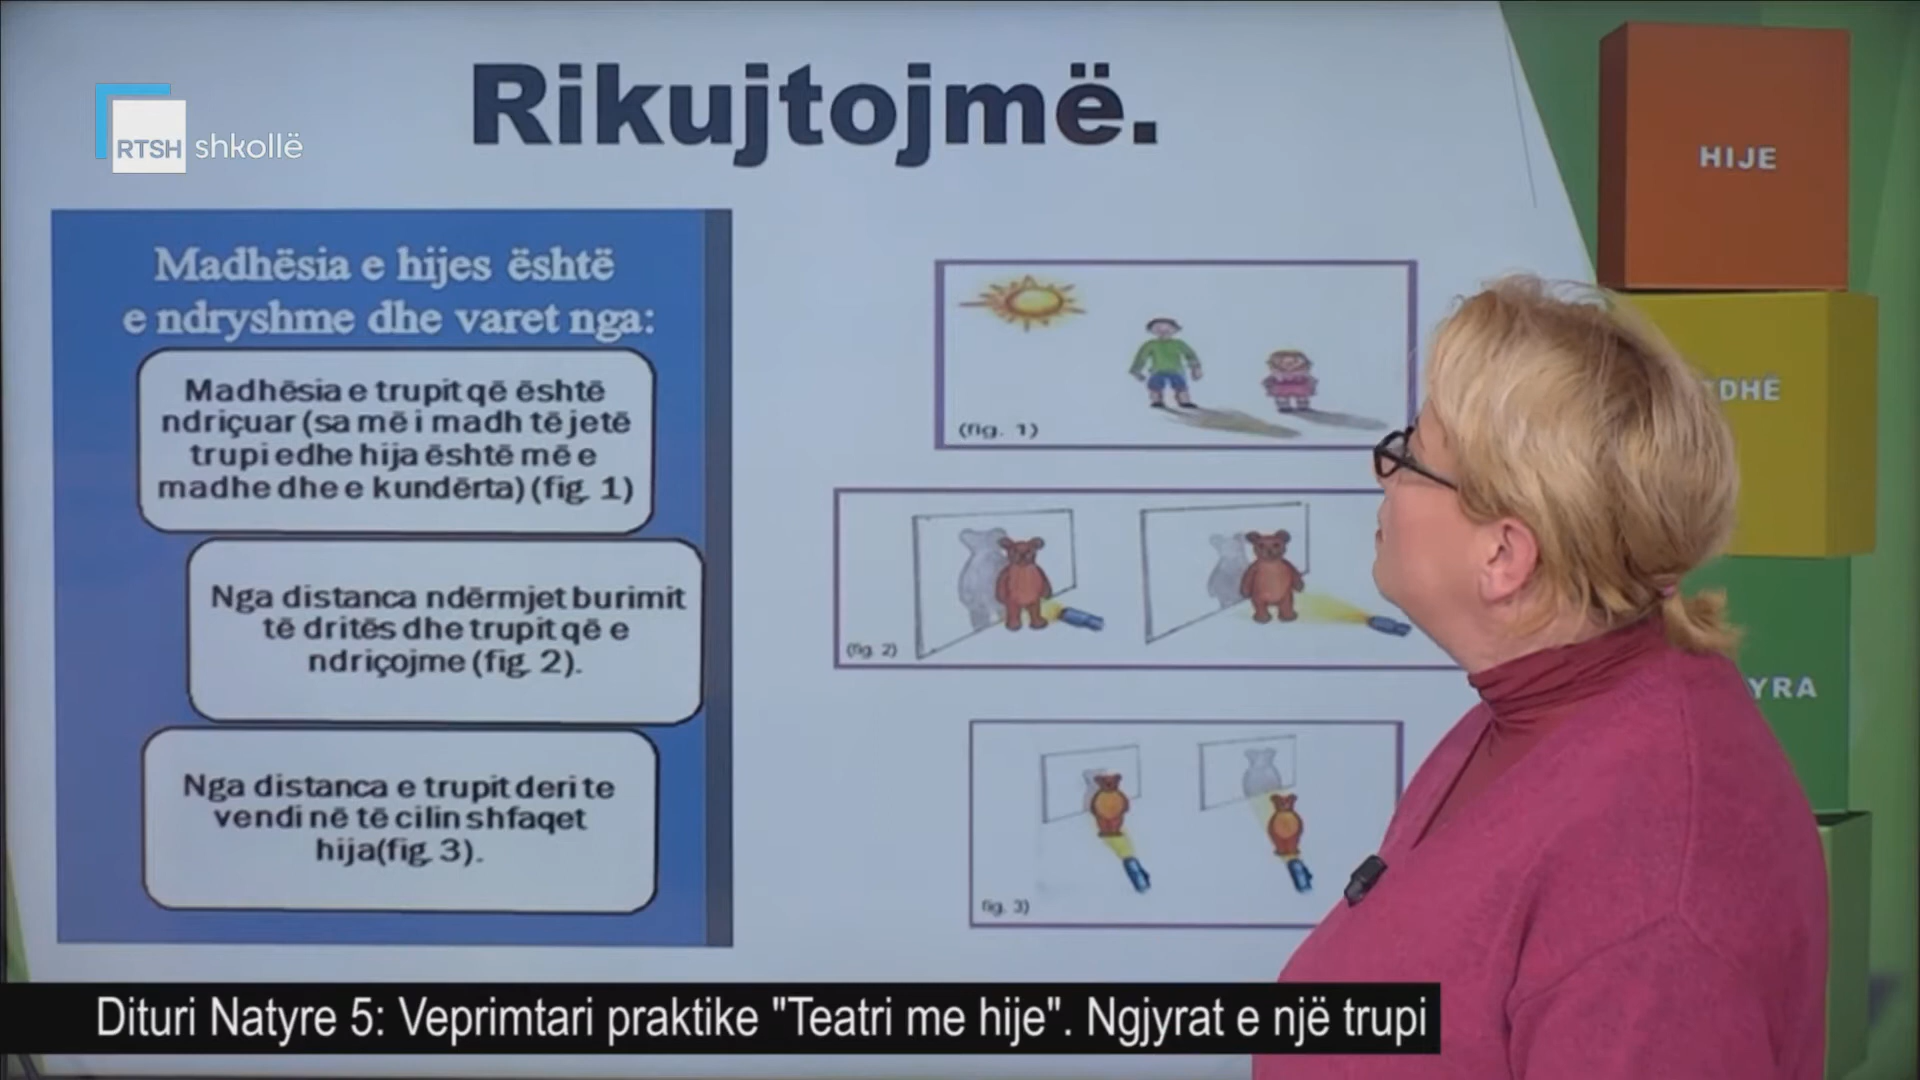 Rikujtojmë.
RTSH shkollë
HIJE
Madhësia e hijes është
e ndryshme dhe varet nga:
Madhësia e trupit që është
ndriçuar (sa më i madh të jetë
trupi edhe hija është më e
madhe dhe e kundërta) (fig. 1)
Nga distanca ndërmjet burimit
të dritës dhe trupit që e
ndriçojme (fig. 2).
Nga distanca e trupit deri te
vendi në të cilin shfaqet
hija(fig. 3).
(fig. 1)
(fig. 2)
fig. 3)
DHE
YRA
Dituri Natyre 5: Veprimtari praktike "Teatri me hije". Ngjyrat e një trupi